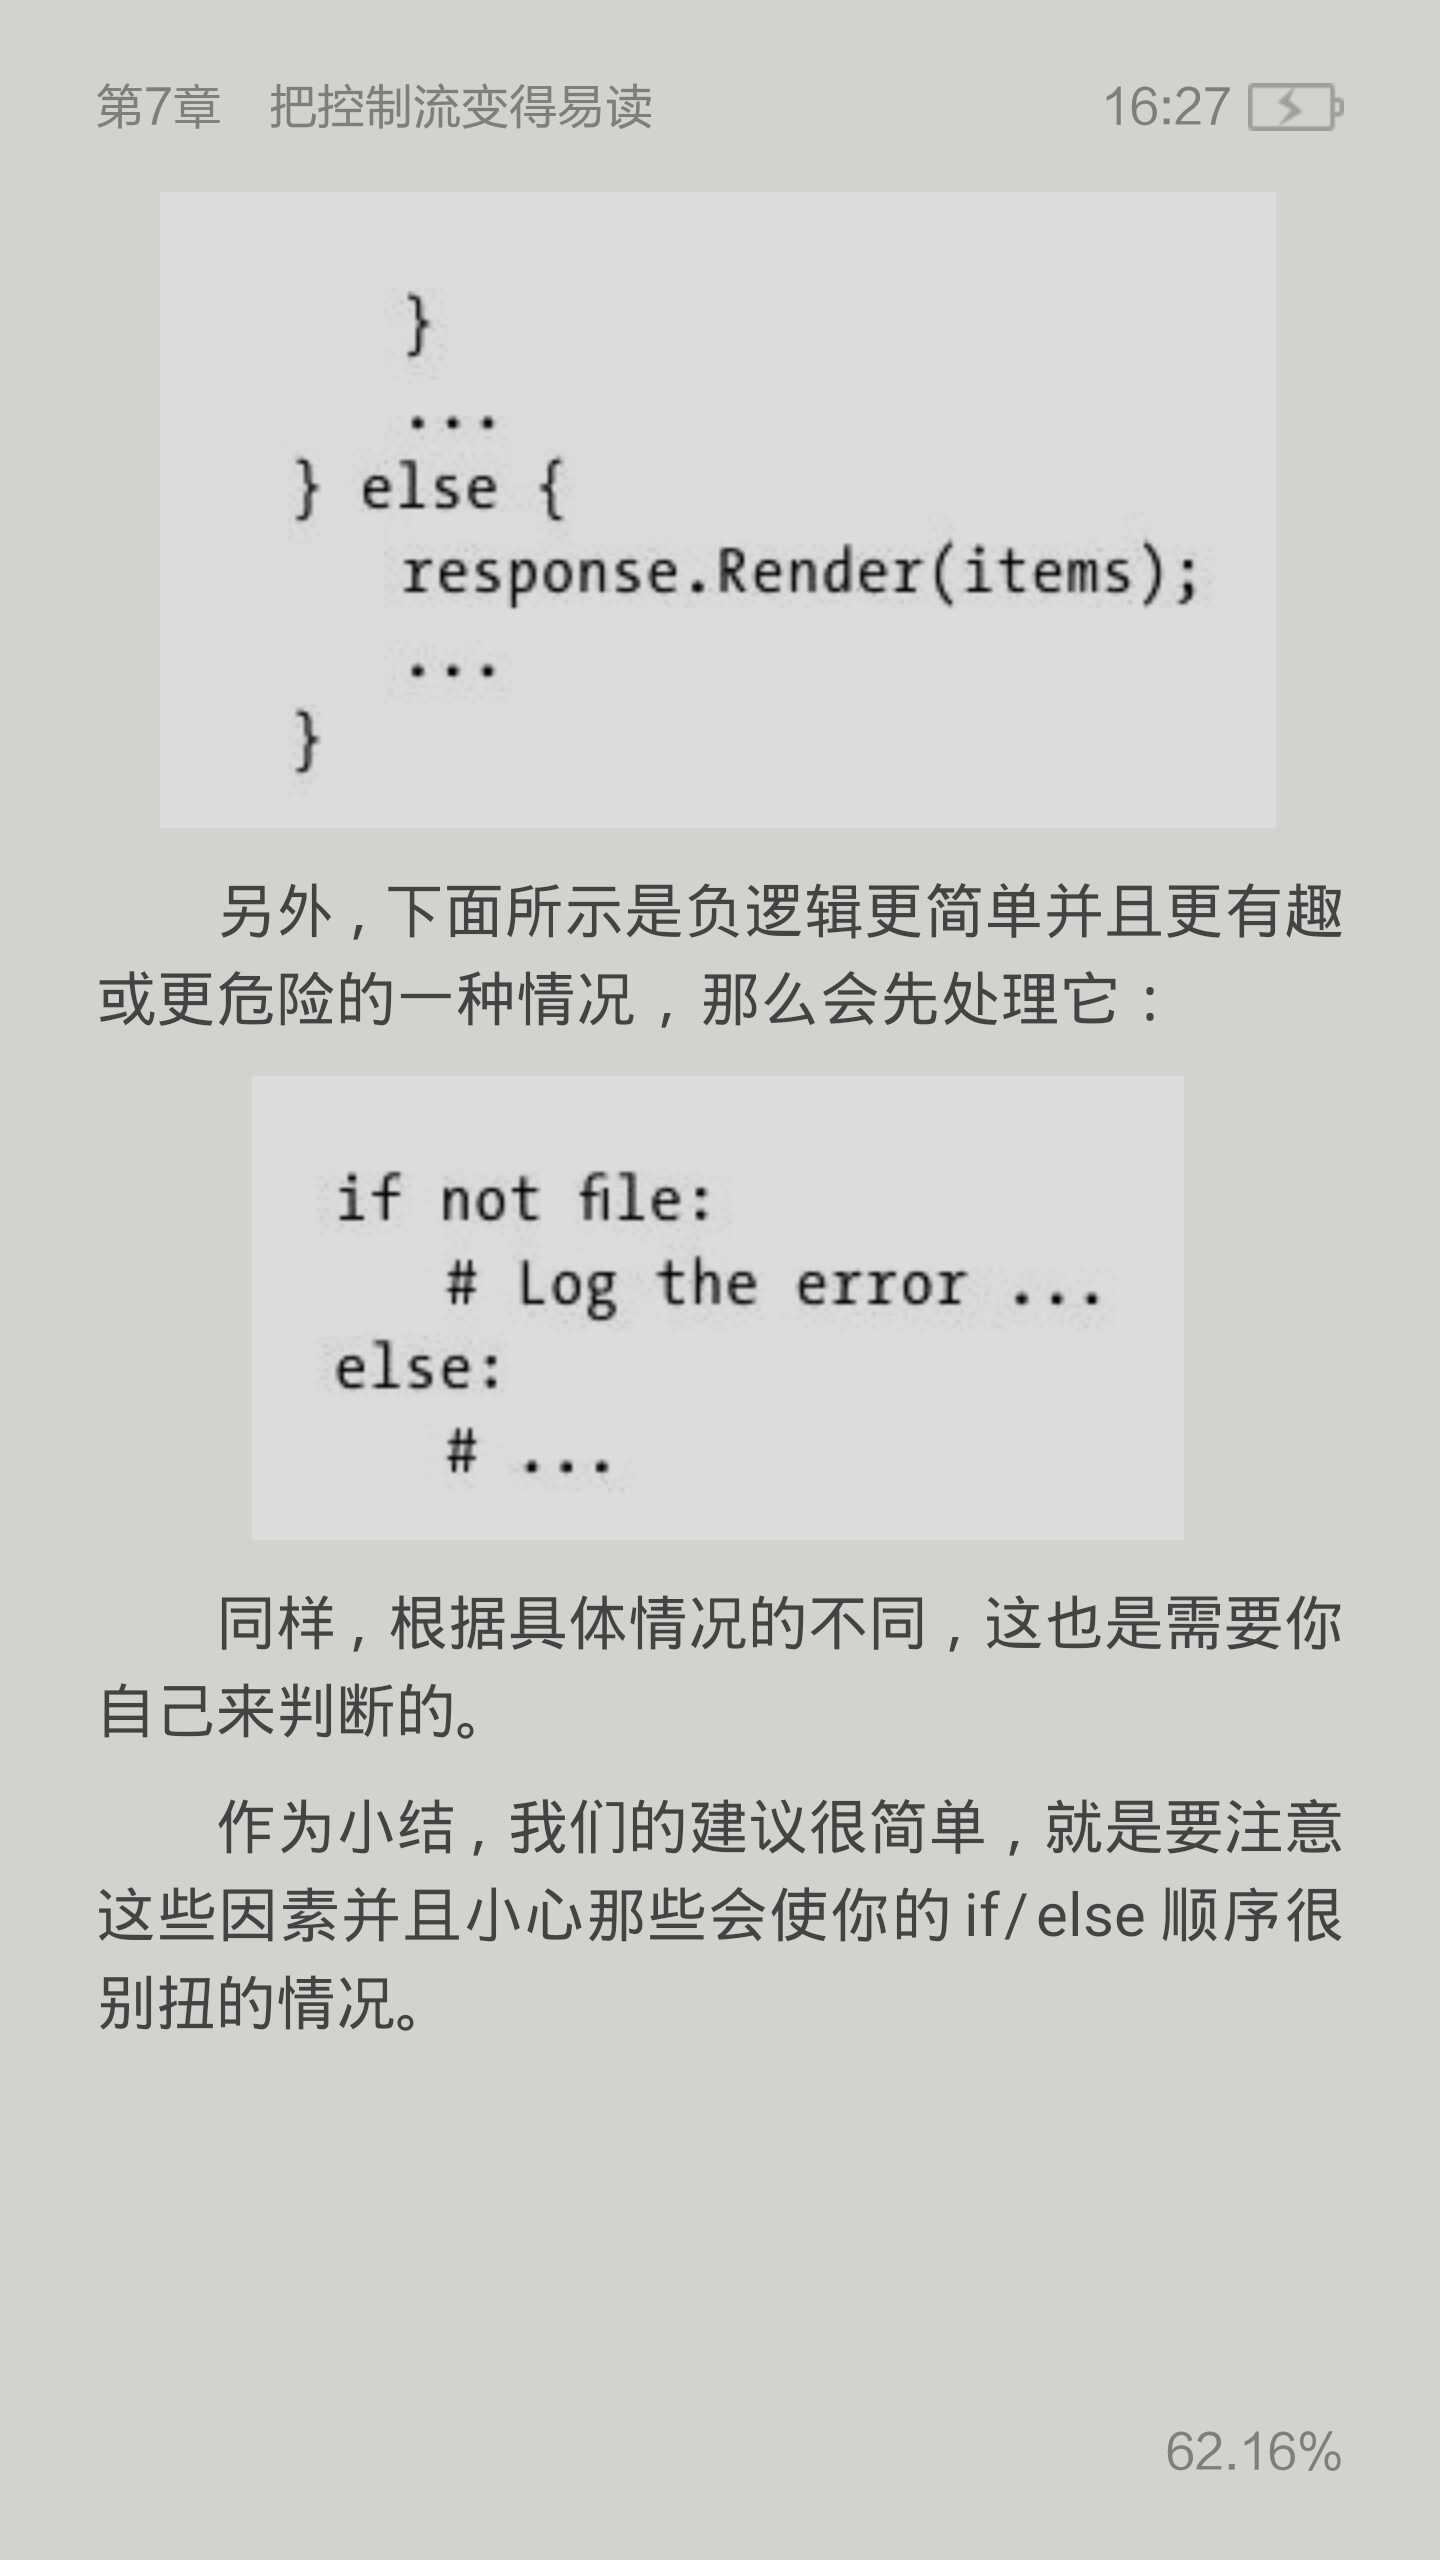 第7章 把控制流变得易读
16:27
}
...
} else {
response.Render(items);
...
}
另外，下面所示是负逻辑更简单并且更有趣
或更危险的一种情况，那么会先处理它：
if not file:
# Log the error ...
else:
# ...
同样，根据具体情况的不同，这也是需要你
自己来判断的。
作为小结，我们的建议很简单，就是要注意
这些因素并且小心那些会使你的if/else顺序很
别扭的情况。
62.16%